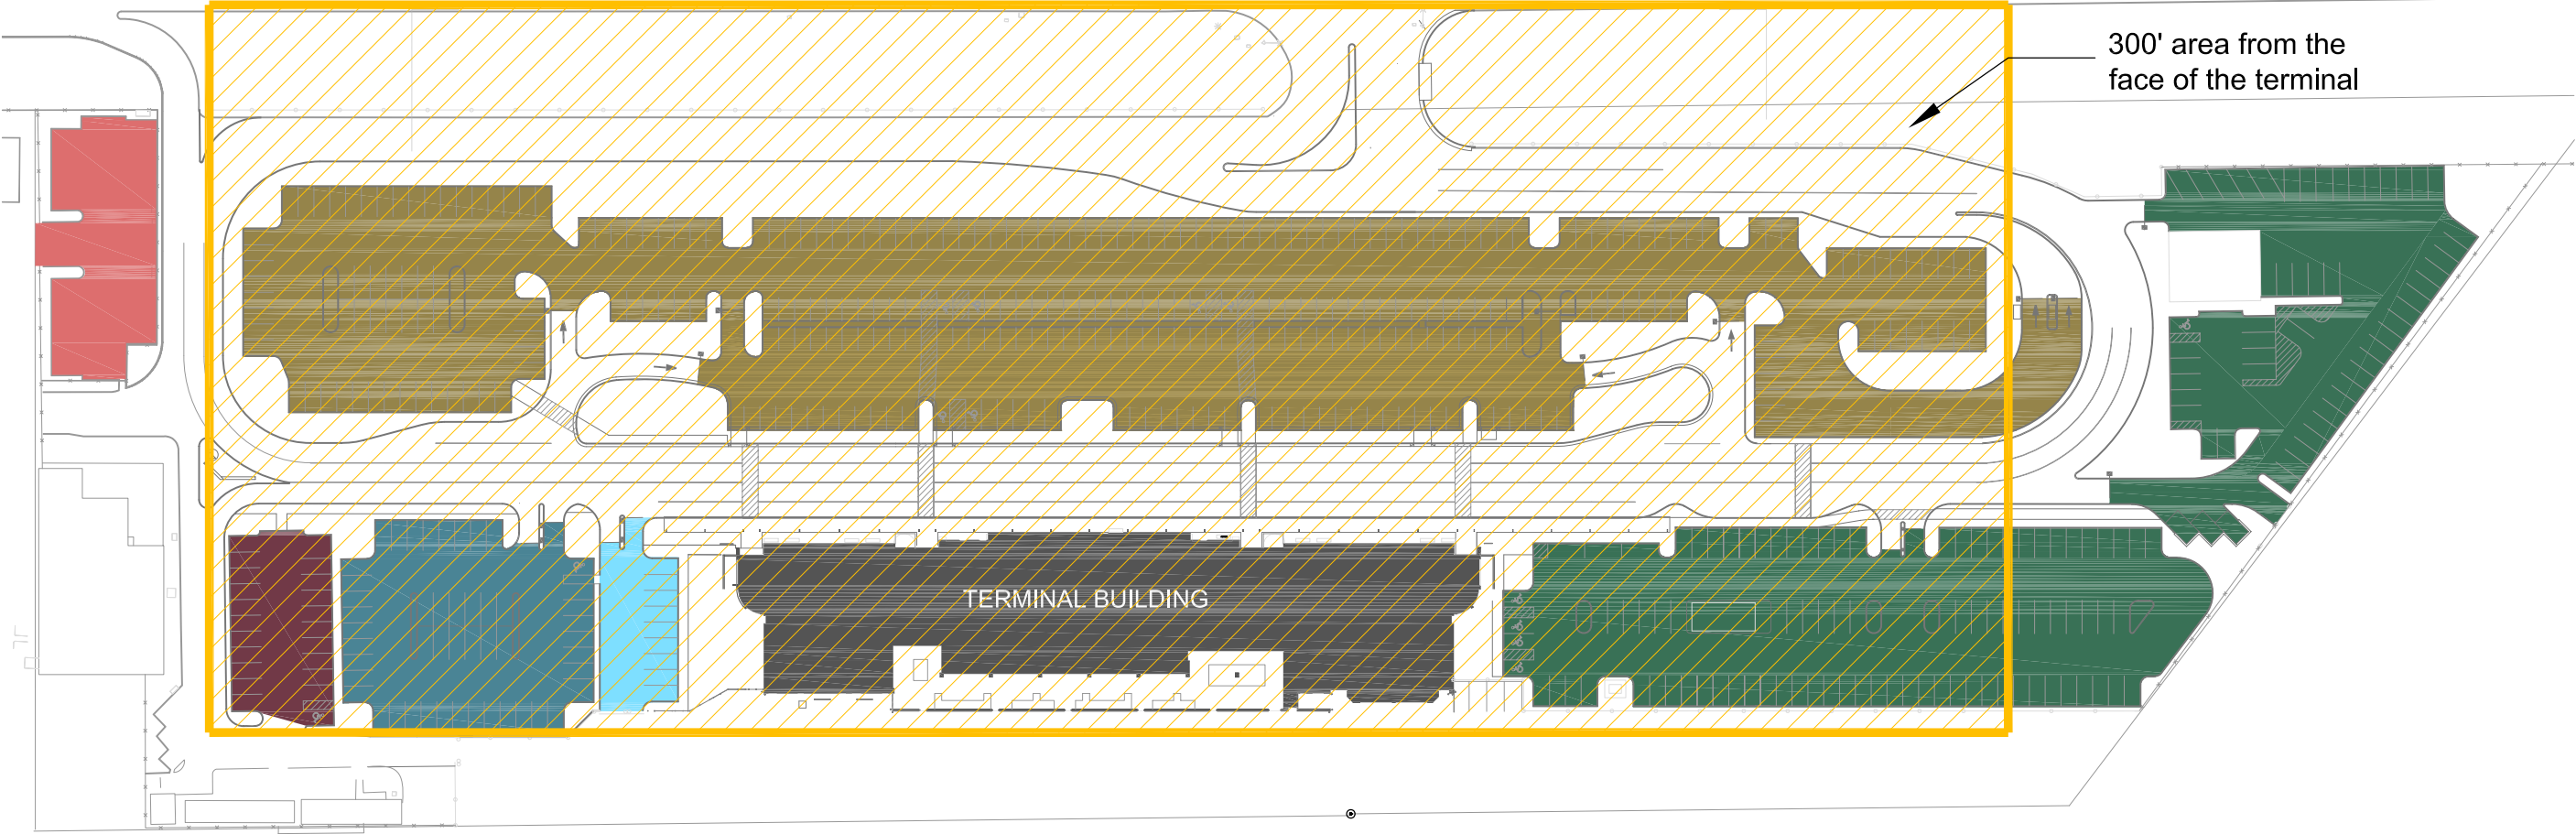 300' area from the
face of the terminal
TERMINAL BUILDING